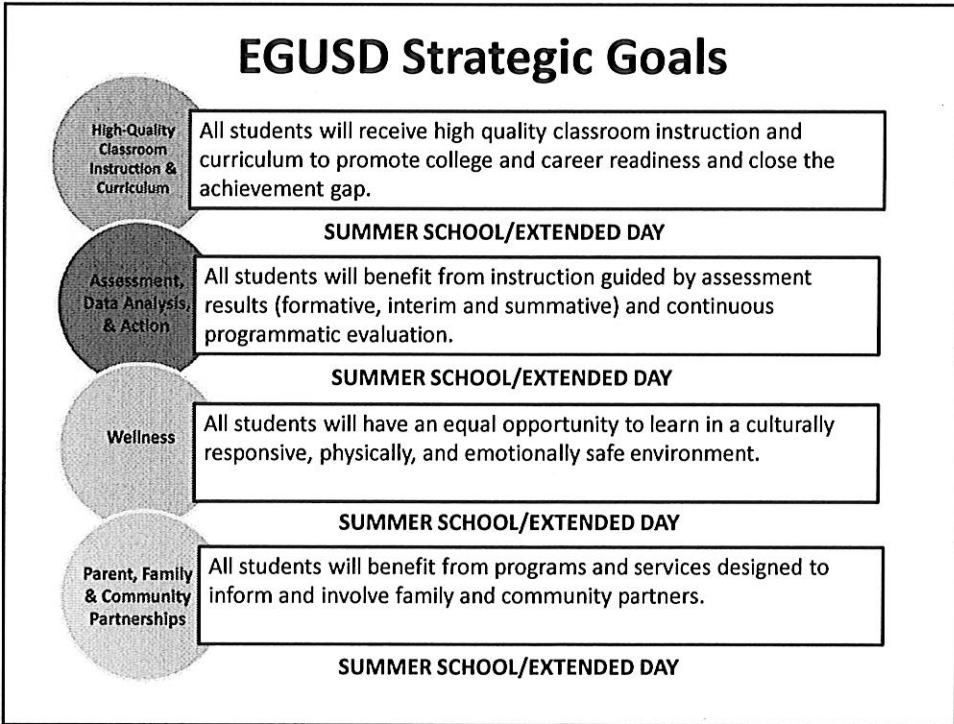 EGUSD Strategic Goals
High-Quality
Classroom
Instruction &
Curriculum
All students will receive high quality classroom instruction and
curriculum to promote college and career readiness and close the
achievement gap.
SUMMER SCHOOL/EXTENDED DAY
Assessment,
Data Analysis,
& Action
All students will benefit from instruction guided by assessment
results (formative, interim and summative) and continuous
programmatic evaluation.
SUMMER SCHOOL/EXTENDED DAY
Wellness
All students will have an equal opportunity to learn in a culturally
responsive, physically, and emotionally safe environment.
SUMMER SCHOOL/EXTENDED DAY
Parent, Family
& Community
Partnerships
All students will benefit from programs and services designed to
inform and involve family and community partners.
SUMMER SCHOOL/EXTENDED DAY